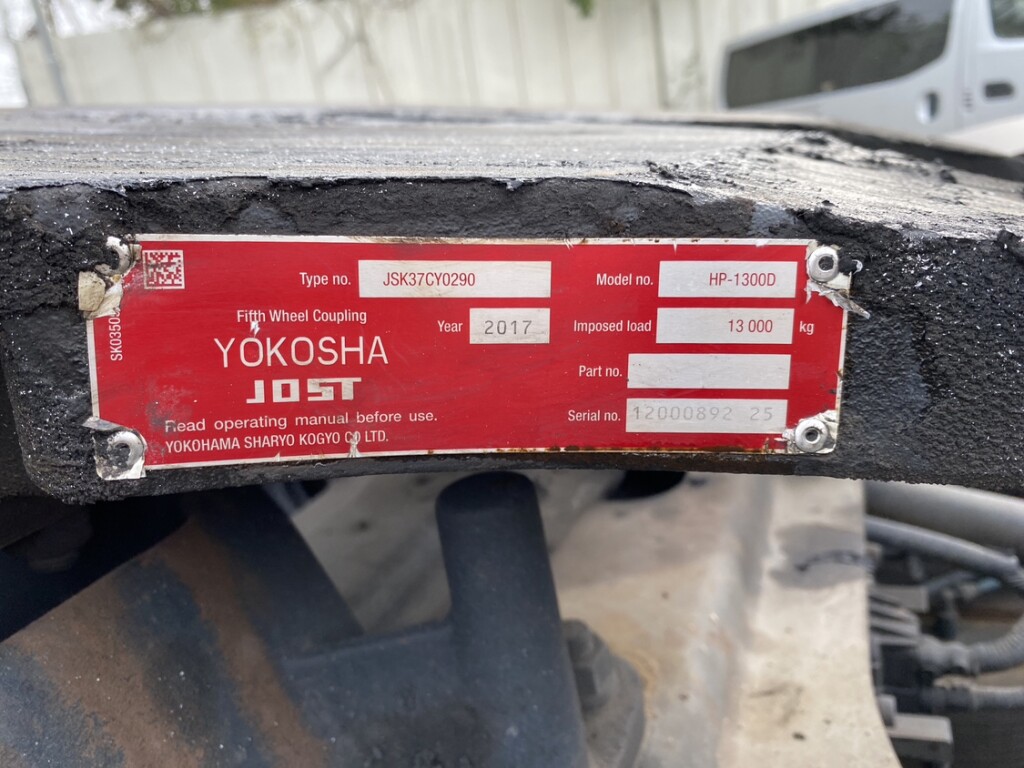 Type no. JSK37CY0290
Model no. HP-1300D
Fifth Wheel Coupling
Year 2017
Imposed load 13 000 kg
YOKOSHA
JOST
Part no.
Read operating manual before use.
Serial no. 12000892 25
YOKOHAMA SHARYO KOGYO CO LTD.